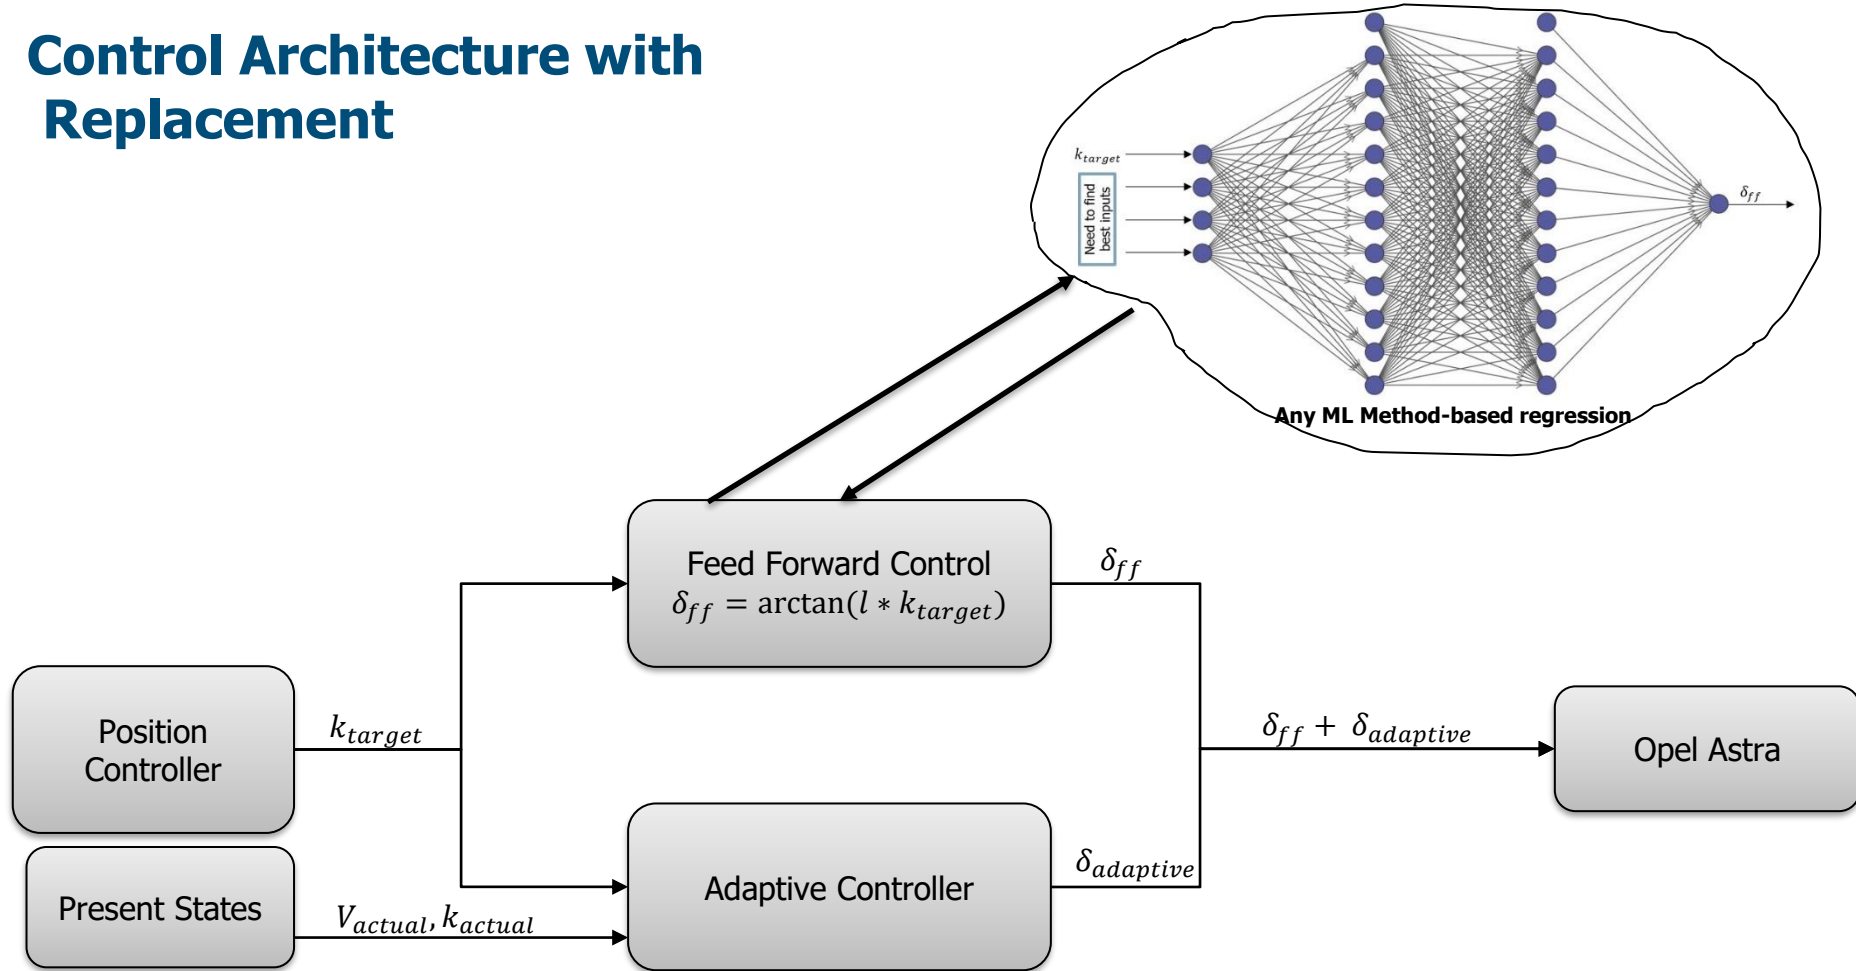 Control Architecture with
Replacement
k_target
Need to find
best inputs
δ_ff
Any ML Method-based regression
Feed Forward Control
δ_ff = arctan(l * k_target)
δ_ff
Position
Controller
k_target
δ_ff + δ_adaptive
Opel Astra
Present States
V_actual, k_actual
Adaptive Controller
δ_adaptive